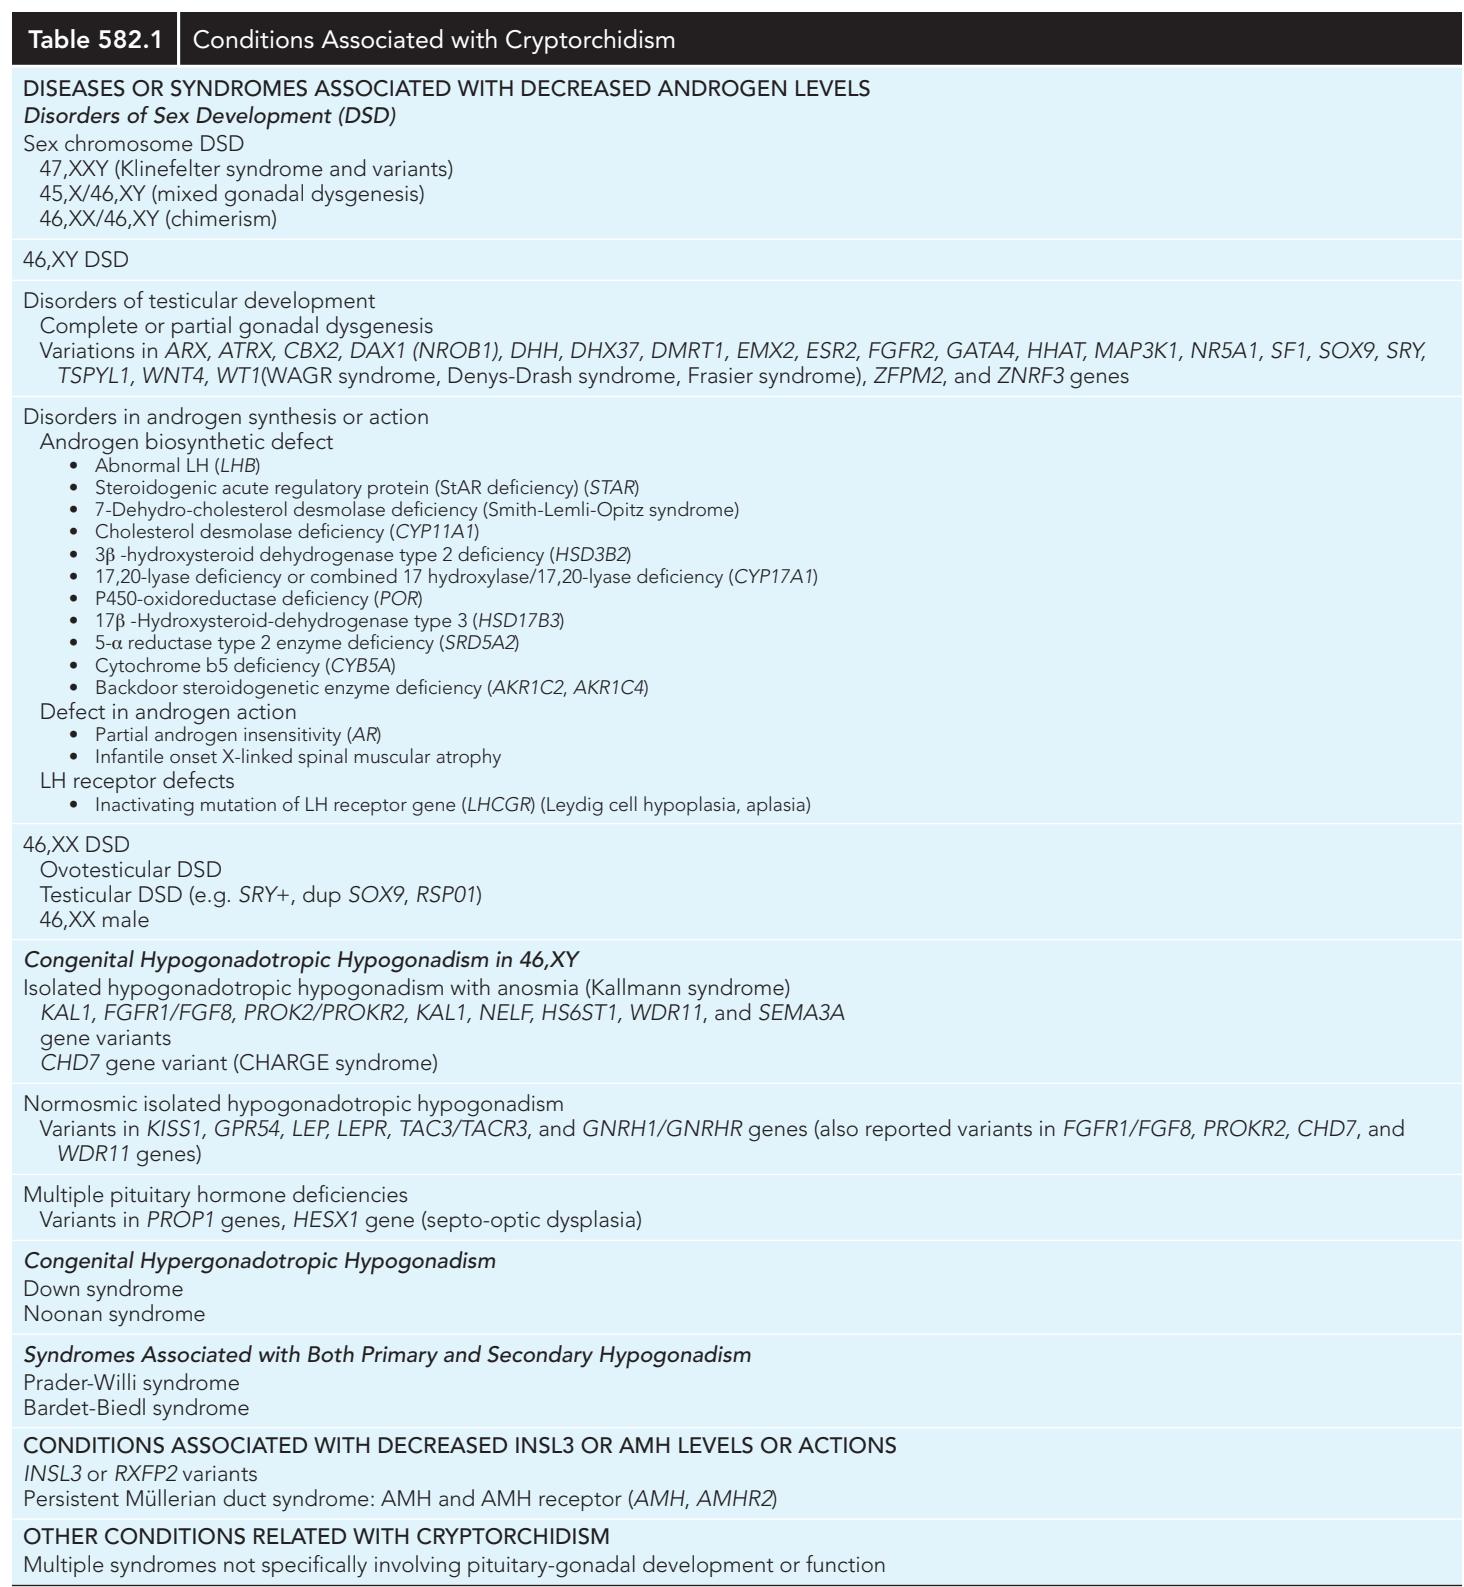 Table 582.1 Conditions Associated with Cryptorchidism
DISEASES OR SYNDROMES ASSOCIATED WITH DECREASED ANDROGEN LEVELS
Disorders of Sex Development (DSD)
Sex chromosome DSD
47,XXY (Klinefelter syndrome and variants)
45,X/46,XY (mixed gonadal dysgenesis)
46,XX/46,XY (chimerism)
46,XY DSD
Disorders of testicular development
Complete or partial gonadal dysgenesis
Variations in ARX, ATRX, CBX2, DAX1 (NROB1), DHH, DHX37, DMRT1, EMX2, ESR2, FGFR2, GATA4, HHAT, MAP3K1, NR5A1, SF1, SOX9, SRY,
TSPYL1, WNT4, WT1(WAGR syndrome, Denys-Drash syndrome, Frasier syndrome), ZFPM2, and ZNRF3 genes
Disorders in androgen synthesis or action
Androgen biosynthetic defect
• Abnormal LH (LHB)
• Steroidogenic acute regulatory protein (StAR deficiency) (STAR)
• 7-Dehydro-cholesterol desmolase deficiency (Smith-Lemli-Opitz syndrome)
• Cholesterol desmolase deficiency (CYP11A1)
• 3β -hydroxysteroid dehydrogenase type 2 deficiency (HSD3B2)
• 17,20-lyase deficiency or combined 17 hydroxylase/17,20-lyase deficiency (CYP17A1)
• P450-oxidoreductase deficiency (POR)
• 17β -Hydroxysteroid-dehydrogenase type 3 (HSD17B3)
• 5-α reductase type 2 enzyme deficiency (SRD5A2)
• Cytochrome b5 deficiency (CYB5A)
• Backdoor steroidogenetic enzyme deficiency (AKR1C2, AKR1C4)
Defect in androgen action
• Partial androgen insensitivity (AR)
• Infantile onset X-linked spinal muscular atrophy
LH receptor defects
• Inactivating mutation of LH receptor gene (LHCGR) (Leydig cell hypoplasia, aplasia)
46,XX DSD
Ovotesticular DSD
Testicular DSD (e.g. SRY+, dup SOX9, RSP01)
46,XX male
Congenital Hypogonadotropic Hypogonadism in 46,XY
Isolated hypogonadotropic hypogonadism with anosmia (Kallmann syndrome)
KAL1, FGFR1/FGF8, PROK2/PROKR2, KAL1, NELF, HS6ST1, WDR11, and SEMA3A
gene variants
CHD7 gene variant (CHARGE syndrome)
Normosmic isolated hypogonadotropic hypogonadism
Variants in KISS1, GPR54, LEP, LEPR, TAC3/TACR3, and GNRH1/GNRHR genes (also reported variants in FGFR1/FGF8, PROKR2, CHD7, and
WDR11 genes)
Multiple pituitary hormone deficiencies
Variants in PROP1 genes, HESX1 gene (septo-optic dysplasia)
Congenital Hypergonadotropic Hypogonadism
Down syndrome
Noonan syndrome
Syndromes Associated with Both Primary and Secondary Hypogonadism
Prader-Willi syndrome
Bardet-Biedl syndrome
CONDITIONS ASSOCIATED WITH DECREASED INSL3 OR AMH LEVELS OR ACTIONS
INSL3 or RXFP2 variants
Persistent Müllerian duct syndrome: AMH and AMH receptor (AMH, AMHR2)
OTHER CONDITIONS RELATED WITH CRYPTORCHIDISM
Multiple syndromes not specifically involving pituitary-gonadal development or function